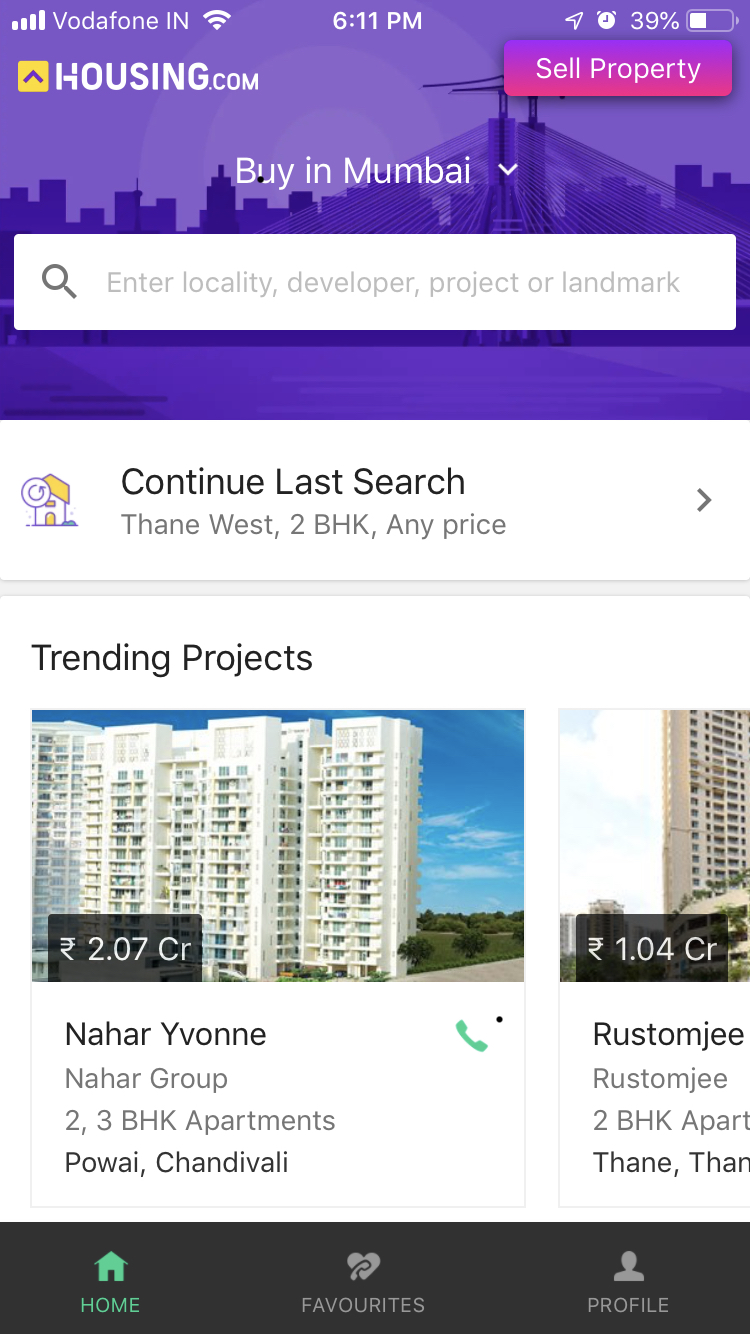 Vodafone IN 6:11 PM 39%
HOUSING.COM
Sell Property
Buy in Mumbai
Enter locality, developer, project or landmark
Continue Last Search
Thane West, 2 BHK, Any price
Trending Projects
₹ 2.07 Cr
Nahar Yvonne
Nahar Group
2, 3 BHK Apartments
Powai, Chandivali
₹ 1.04 Cr
Rustomjee
Rustomjee
2 BHK Apart
Thane, Than
HOME FAVOURITES PROFILE